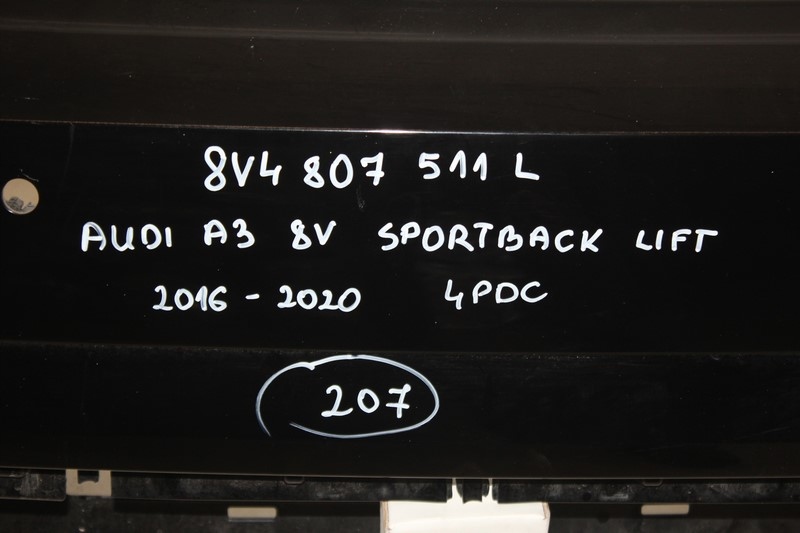 8V4 807 511 L
AUDI A3 8V SPORTBACK LIFT
2016 - 2020 4PDC
207